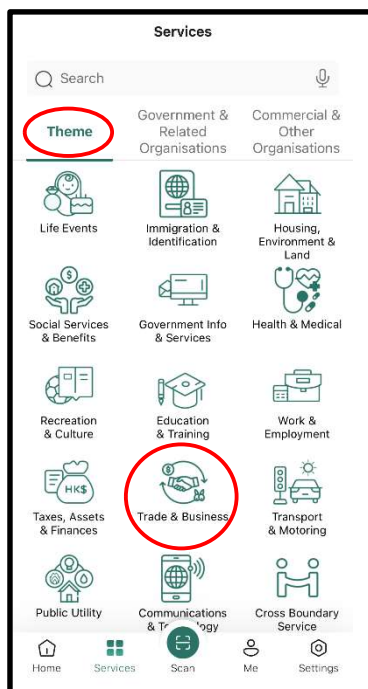 Services
Search
Theme
Government &
Related
Organisations
Commercial &
Other
Organisations
Life Events
Immigration &
Identification
Housing,
Environment &
Land
Social Services
& Benefits
Government Info
& Services
Health & Medical
Recreation
& Culture
Education
& Training
Work &
Employment
HK$
Taxes, Assets
& Finances
Trade & Business
Transport
& Motoring
Public Utility
Communications
Cross Boundary
Service
Home
Services
Scan
Me
Settings